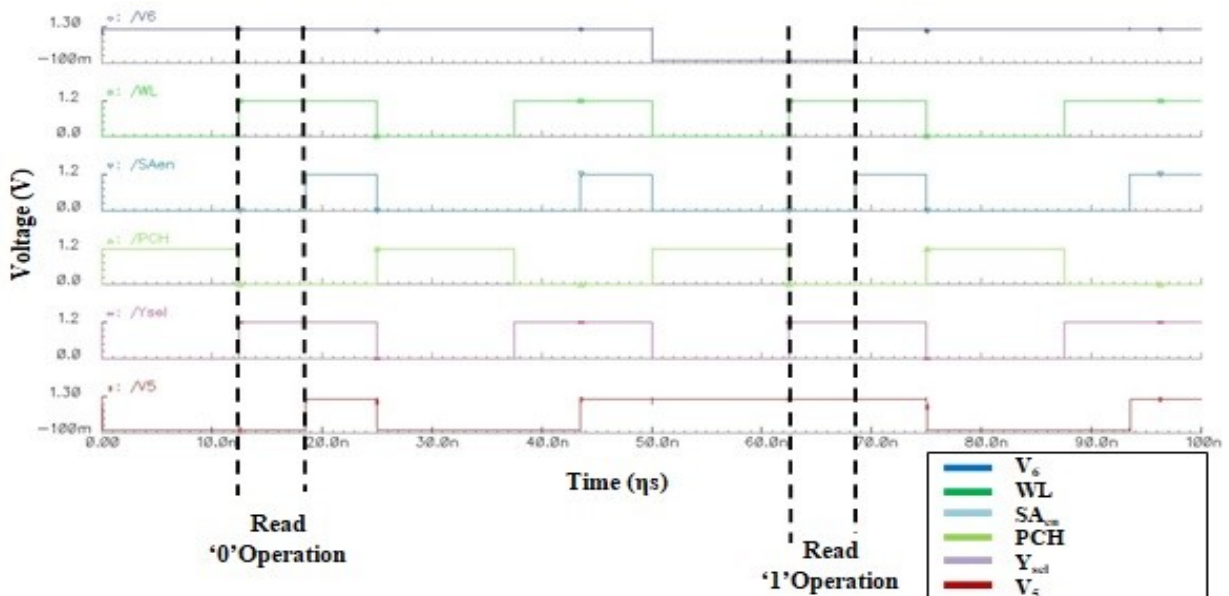 /V6
1.30
-100m
/WL
1.2
0.0
/SAen
1.2
0.0
Voltage (V)
/PCH
1.2
0.0
/Ysel
1.2
0.0
/V5
1.30
-100m
0.00 10.0n 20.0n 30.0n 40.0n 50.0n 60.0n 70.0n 80.0n 90.0n 100n
Time (ηs)
Read
‘0’Operation
Read
‘1’Operation
V6
WL
SAen
PCH
Ysel
V5